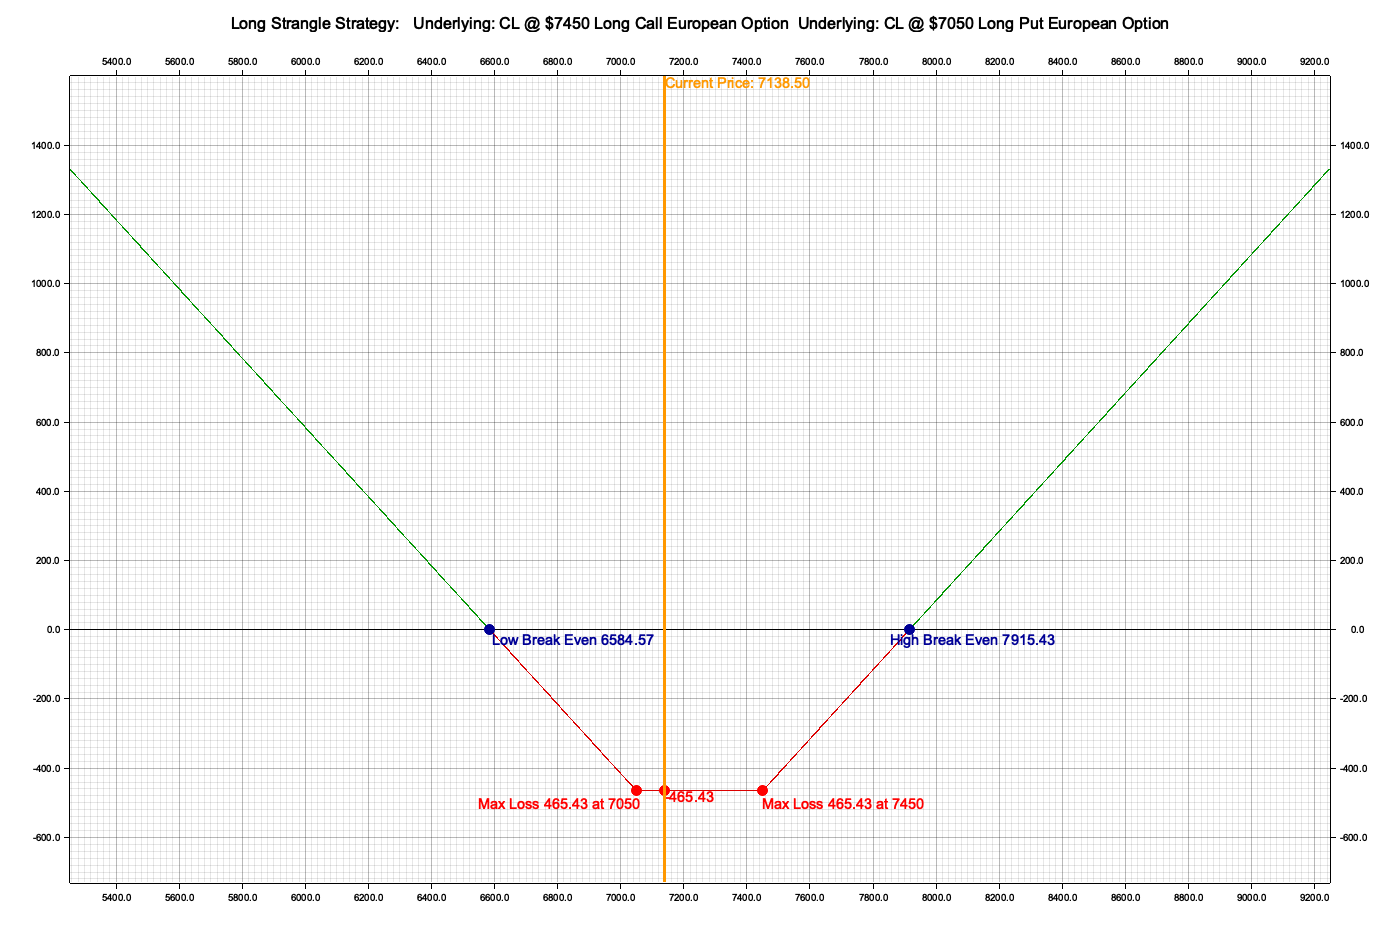 Long Strangle Strategy:   Underlying: CL @ $7450 Long Call European Option  Underlying: CL @ $7050 Long Put European Option
5400.0 5600.0 5800.0 6000.0 6200.0 6400.0 6600.0 6800.0 7000.0 7200.0 7400.0 7600.0 7800.0 8000.0 8200.0 8400.0 8600.0 8800.0 9000.0 9200.0
Current Price: 7138.50
1400.0 1400.0
1200.0 1200.0
1000.0 1000.0
800.0 800.0
600.0 600.0
400.0 400.0
200.0 200.0
0.0 0.0
Low Break Even 6584.57 High Break Even 7915.43
-200.0 -200.0
-400.0 -400.0
-465.43
Max Loss 465.43 at 7050 Max Loss 465.43 at 7450
-600.0 -600.0
5400.0 5600.0 5800.0 6000.0 6200.0 6400.0 6600.0 6800.0 7000.0 7200.0 7400.0 7600.0 7800.0 8000.0 8200.0 8400.0 8600.0 8800.0 9000.0 9200.0